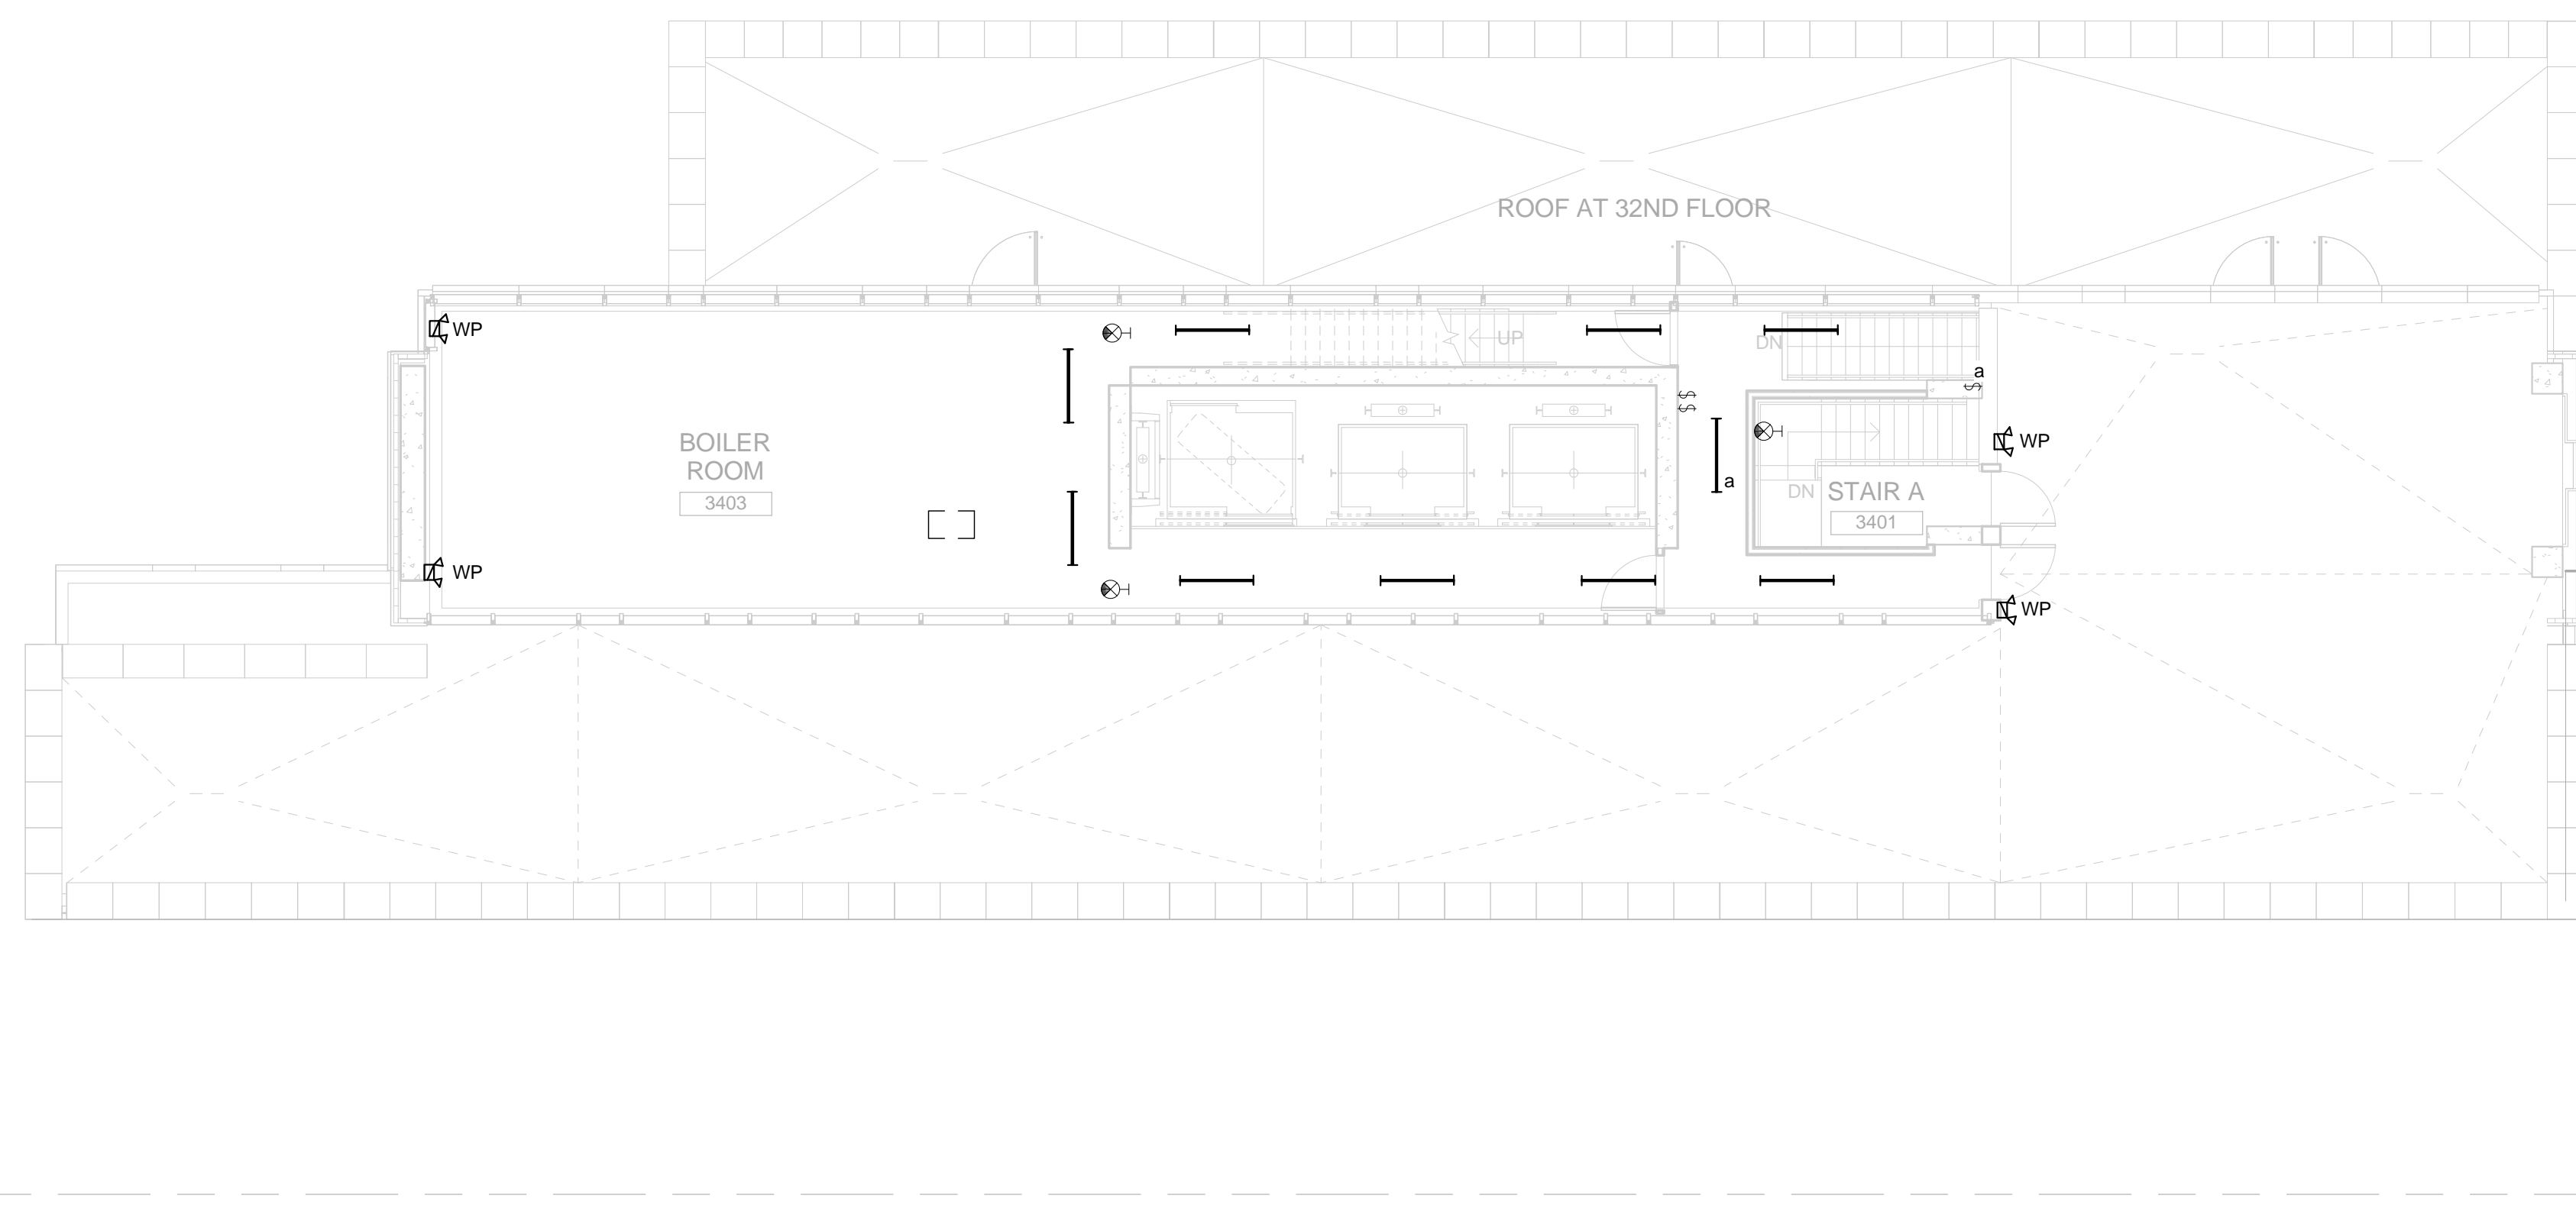 ROOF AT 32ND FLOOR
WP
UP
DN
a
$
$
$
BOILER
ROOM
3403
WP
a
DN
STAIR A
3401
WP
WP